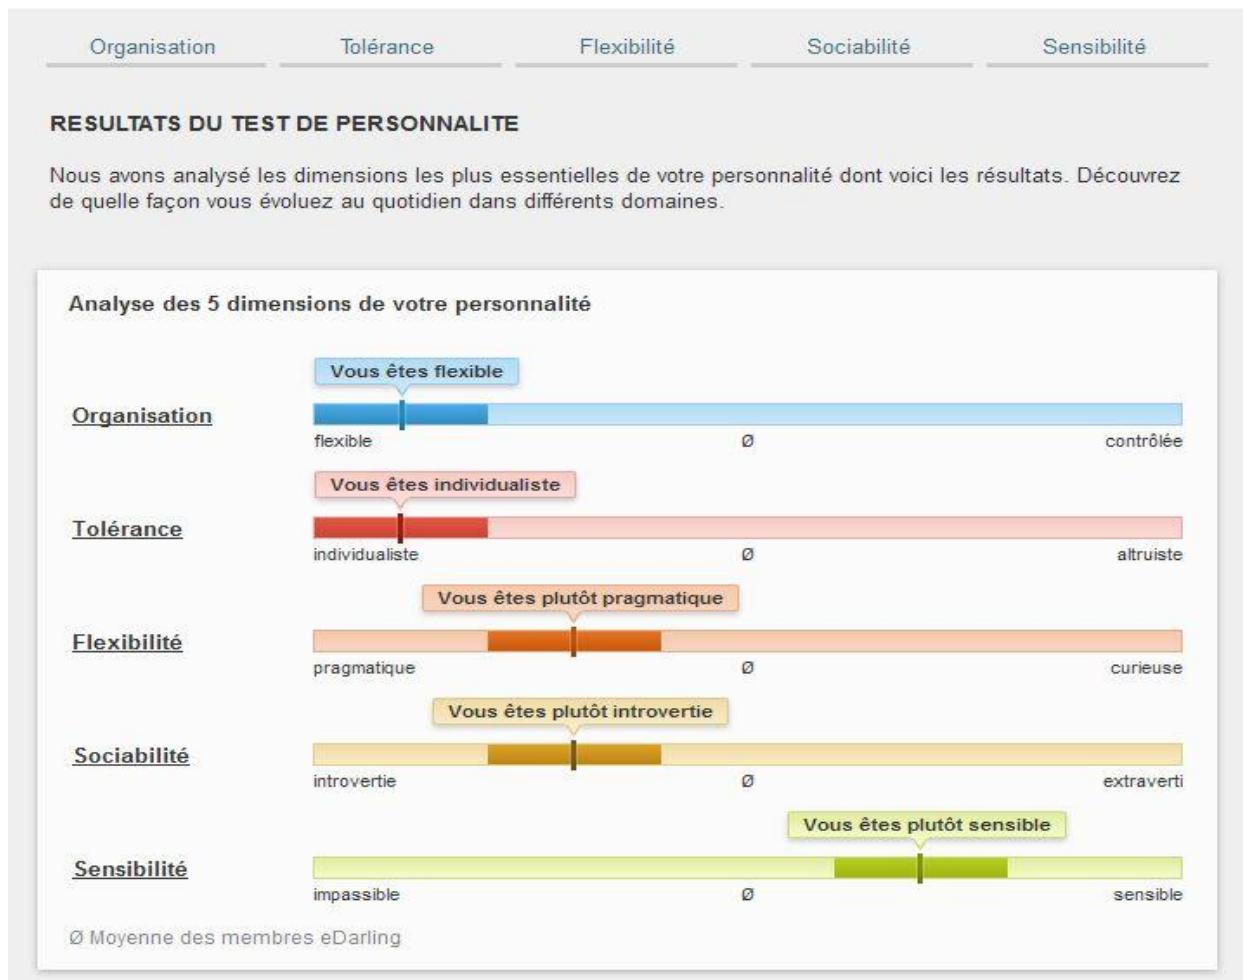 Organisation Tolérance Flexibilité Sociabilité Sensibilité
RESULTATS DU TEST DE PERSONNALITE
Nous avons analysé les dimensions les plus essentielles de votre personnalité dont voici les résultats. Découvrez
de quelle façon vous évoluez au quotidien dans différents domaines.
Analyse des 5 dimensions de votre personnalité
Vous êtes flexible
Organisation
flexible Ø contrôlée
Vous êtes individualiste
Tolérance
individualiste Ø altruiste
Vous êtes plutôt pragmatique
Flexibilité
pragmatique Ø curieuse
Vous êtes plutôt introvertie
Sociabilité
introvertie Ø extraverti
Vous êtes plutôt sensible
Sensibilité
impassible Ø sensible
Ø Moyenne des membres eDarling